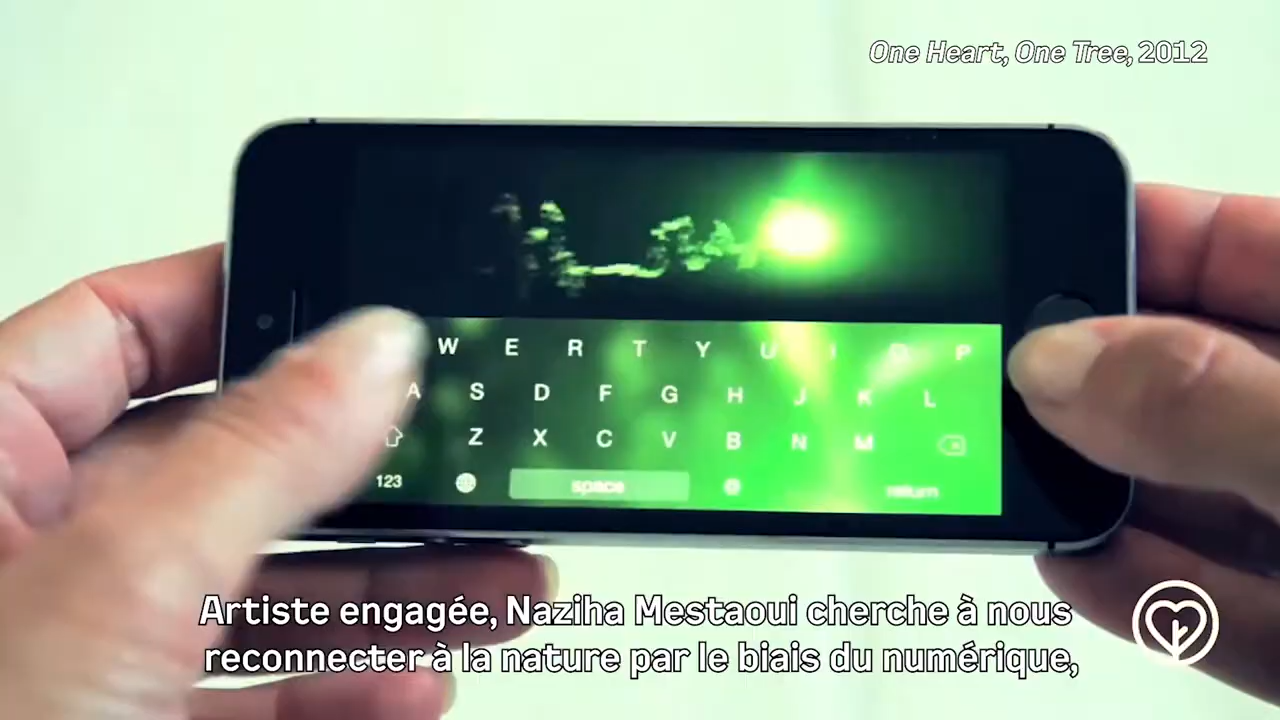 One Heart, One Tree, 2012
W E R T Y U I O P
A S D F G H J K L
Z X C V B N M
123 space return
Artiste engagée, Naziha Mestaoui cherche à nous
reconnecter à la nature par le biais du numérique,